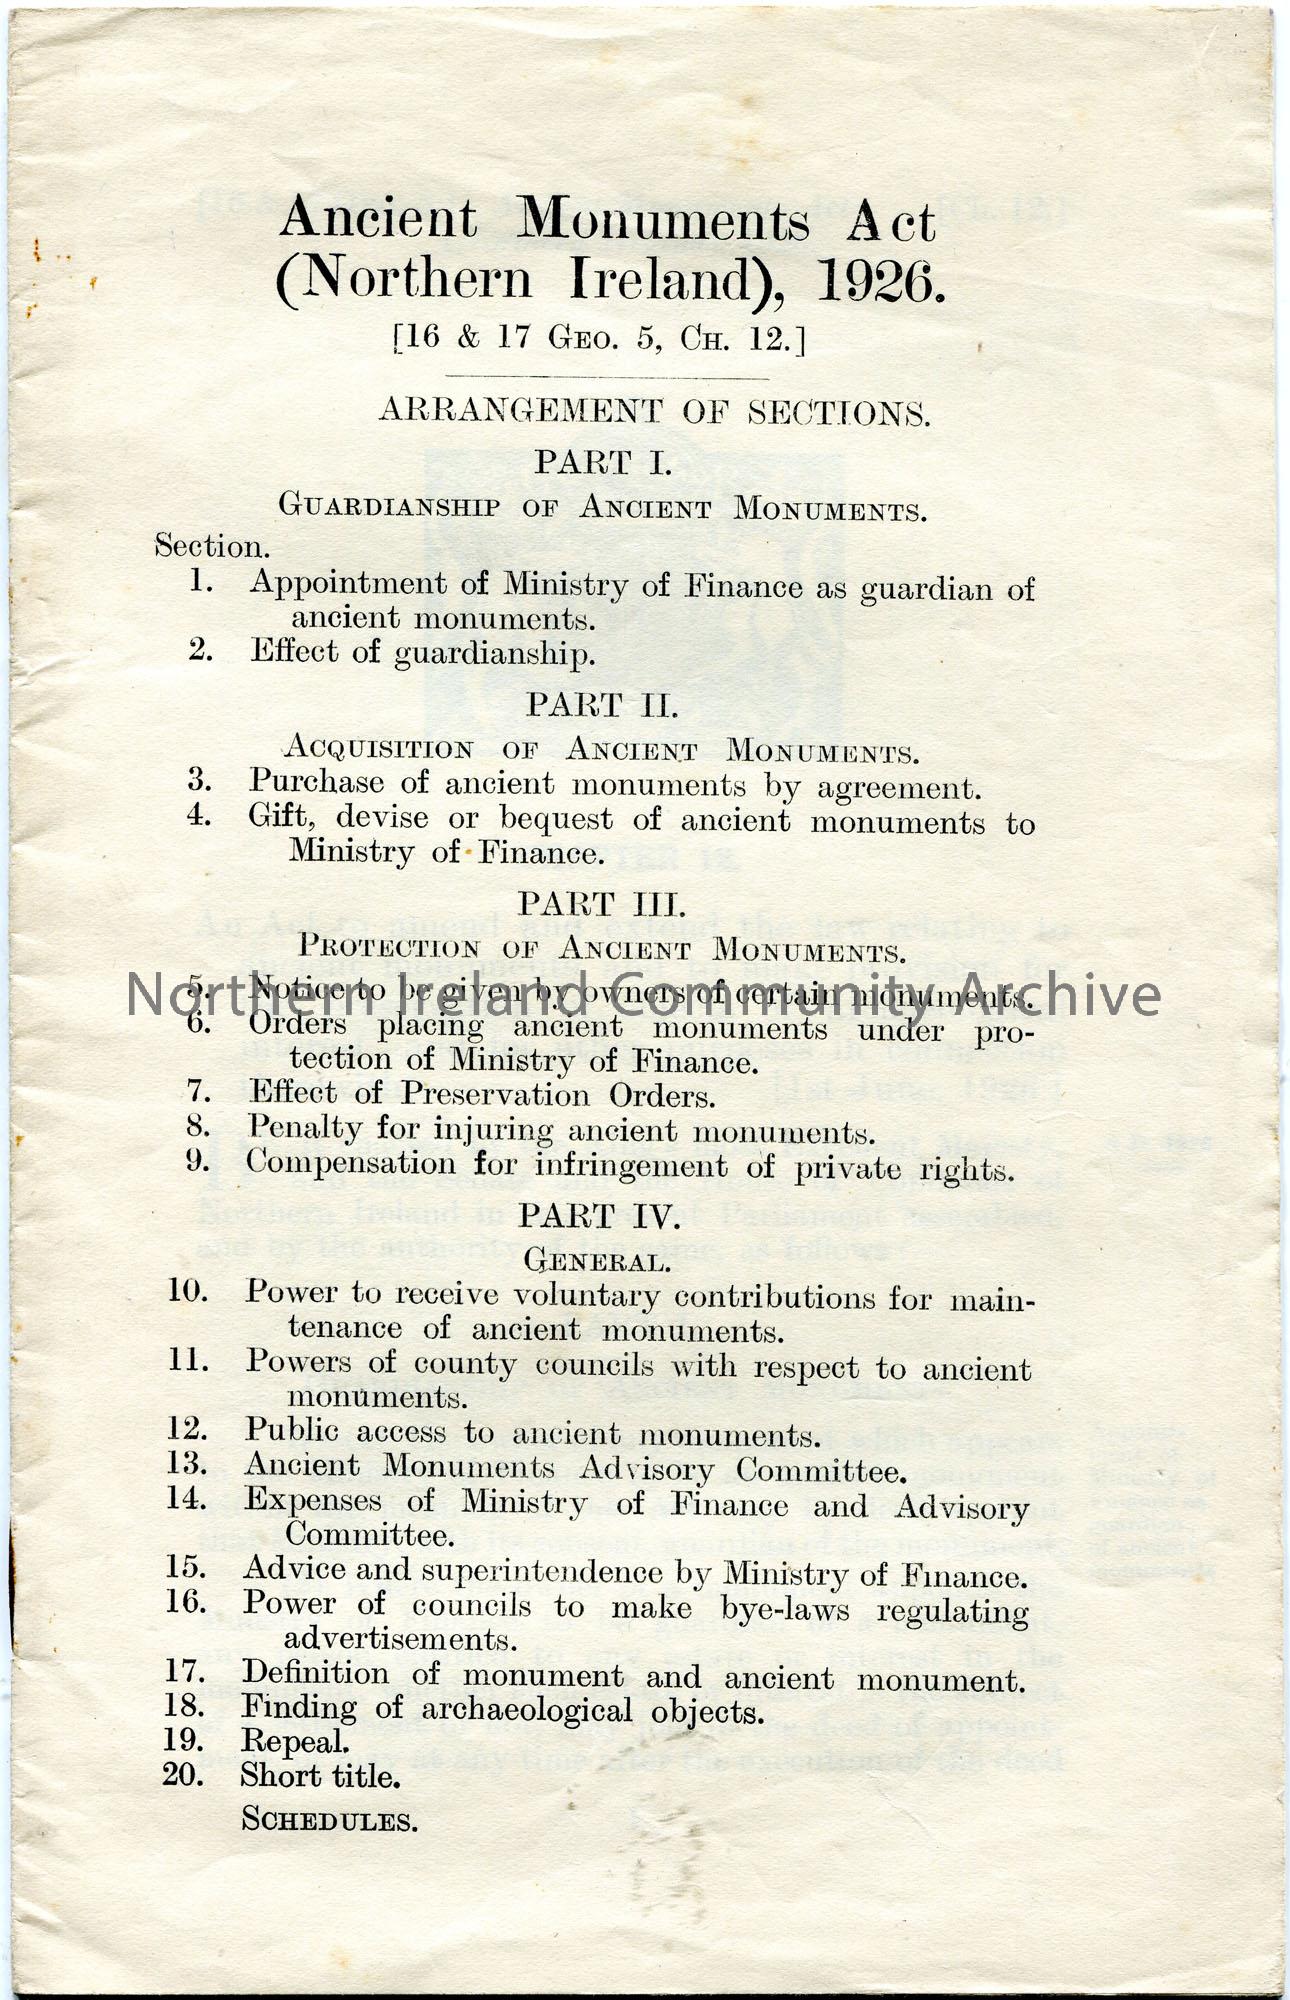 Ancient Monuments Act
(Northern Ireland), 1926.
[16 & 17 GEO. 5, CH. 12.]
ARRANGEMENT OF SECTIONS.
PART I.
GUARDIANSHIP OF ANCIENT MONUMENTS.
Section.
1. Appointment of Ministry of Finance as guardian of
ancient monuments.
2. Effect of guardianship.
PART II.
ACQUISITION OF ANCIENT MONUMENTS.
3. Purchase of ancient monuments by agreement.
4. Gift, devise or bequest of ancient monuments to
Ministry of Finance.
PART III.
PROTECTION OF ANCIENT MONUMENTS.
5. Notice to be given by owners of certain monuments.
Northern Ireland Community Archive
6. Orders placing ancient monuments under pro-
tection of Ministry of Finance.
7. Effect of Preservation Orders.
8. Penalty for injuring ancient monuments.
9. Compensation for infringement of private rights.
PART IV.
GENERAL.
10. Power to receive voluntary contributions for main-
tenance of ancient monuments.
11. Powers of county councils with respect to ancient
monuments.
12. Public access to ancient monuments.
13. Ancient Monuments Advisory Committee.
14. Expenses of Ministry of Finance and Advisory
Committee.
15. Advice and superintendence by Ministry of Finance.
16. Power of councils to make bye-laws regulating
advertisements.
17. Definition of monument and ancient monument.
18. Finding of archaeological objects.
19. Repeal.
20. Short title.
SCHEDULES.